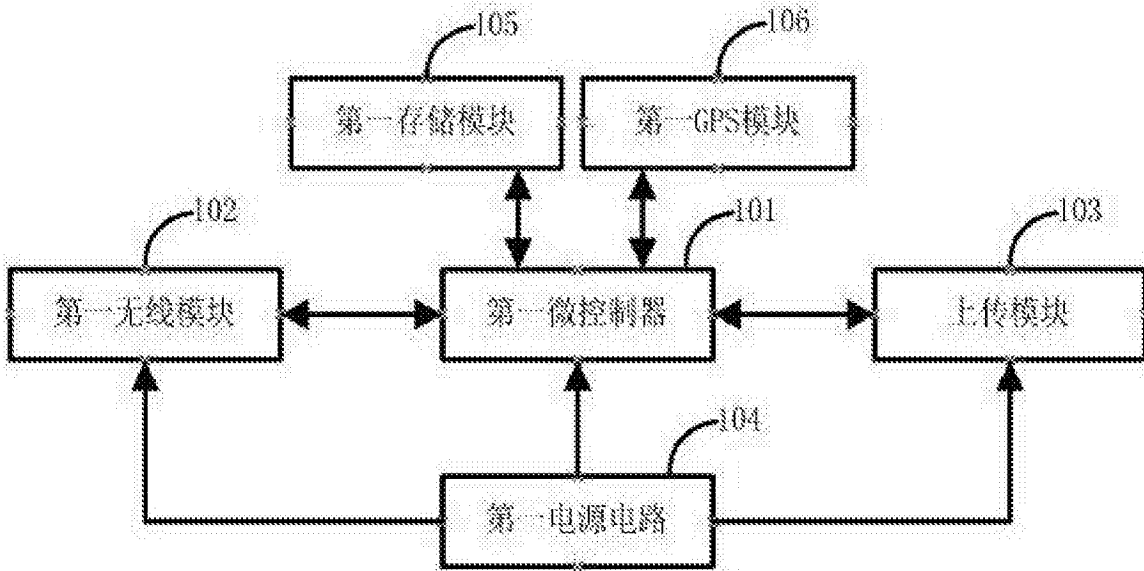 105
106
第一存储模块
第一GPS模块
102
101
103
第一无线模块
第一微控制器
上传模块
104
第一电源电路